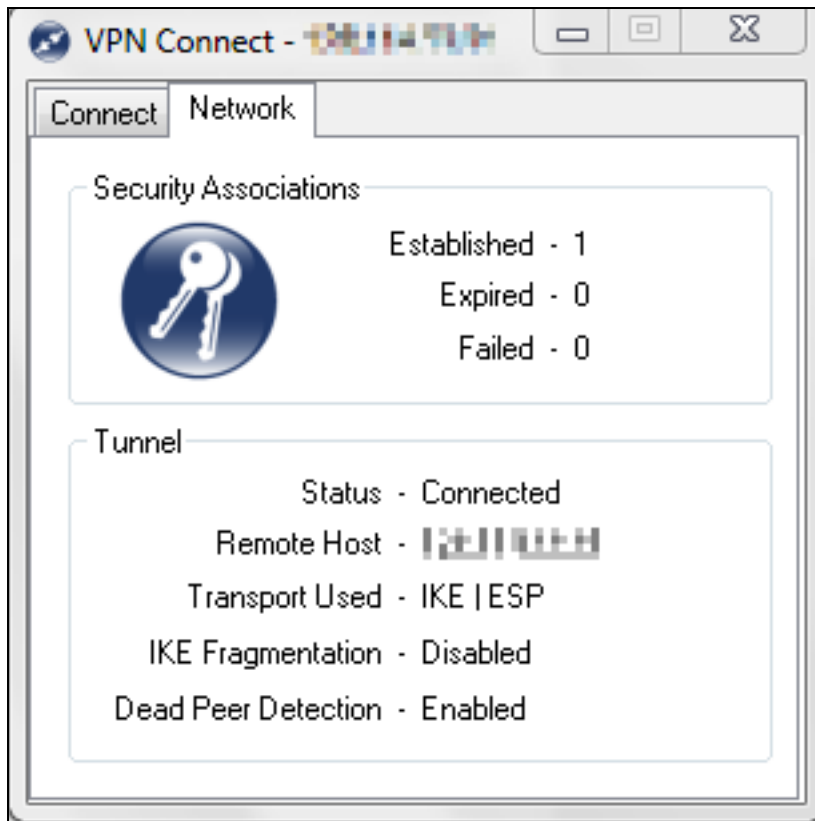 VPN Connect -
Connect Network
Security Associations
Established - 1
Expired - 0
Failed - 0
Tunnel
Status - Connected
Remote Host -
Transport Used - IKE | ESP
IKE Fragmentation - Disabled
Dead Peer Detection - Enabled